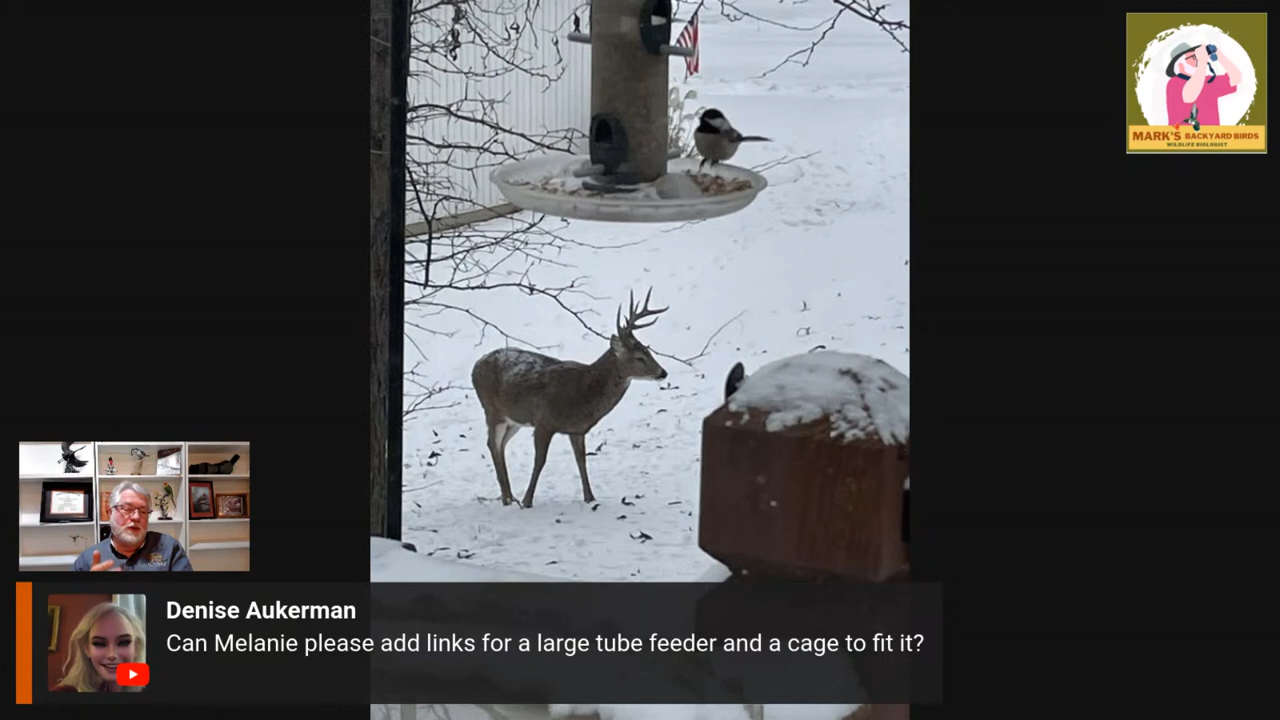 MARK'S BACKYARD BIRDS
WILDLIFE BIOLOGIST
Denise Aukerman
Can Melanie please add links for a large tube feeder and a cage to fit it?